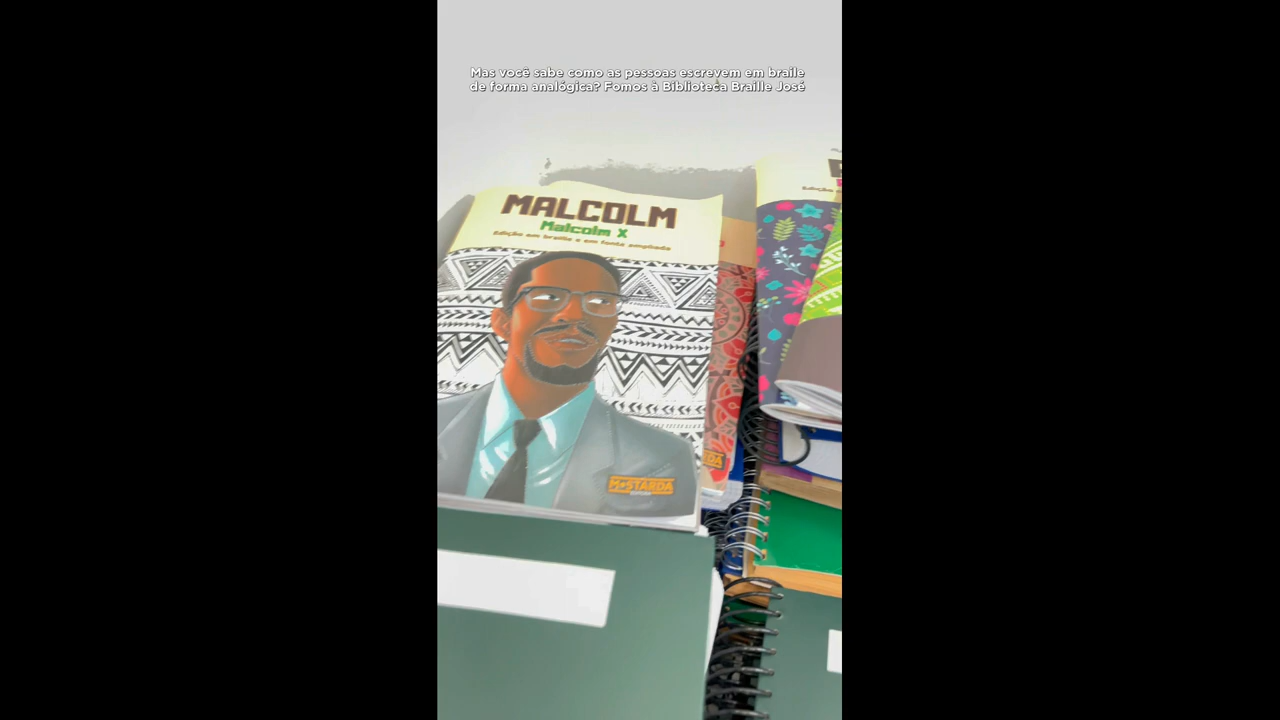 Mas você sabe como as pessoas escrevem em braile
de forma analógica? Fomos à Biblioteca Braille José
MALCOLM
Malcolm X
Edição em braille e em fonte ampliada
MOSTARDA
Edição